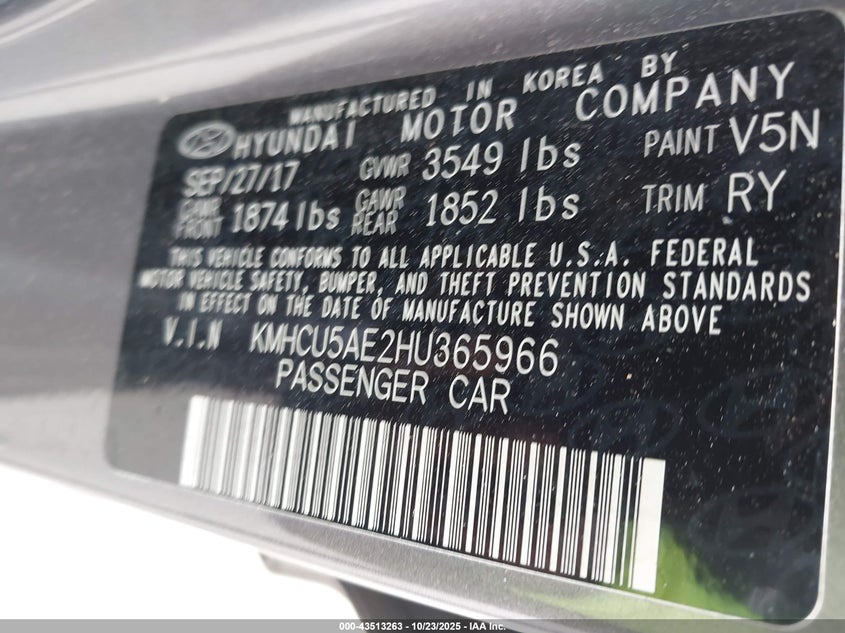 MANUFACTURED IN KOREA BY
HYUNDAI MOTOR COMPANY
SEP/27/17 GVWR 3549 lbs PAINT V5N
GAWR FRONT 1874 lbs GAWR REAR 1852 lbs TRIM RY
THIS VEHICLE CONFORMS TO ALL APPLICABLE U.S.A. FEDERAL
MOTOR VEHICLE SAFETY, BUMPER, AND THEFT PREVENTION STANDARDS
IN EFFECT ON THE DATE OF MANUFACTURE SHOWN ABOVE
V.I.N KMHCU5AE2HU365966
PASSENGER CAR
000-43513263 - 10/23/2025 - IAA Inc.